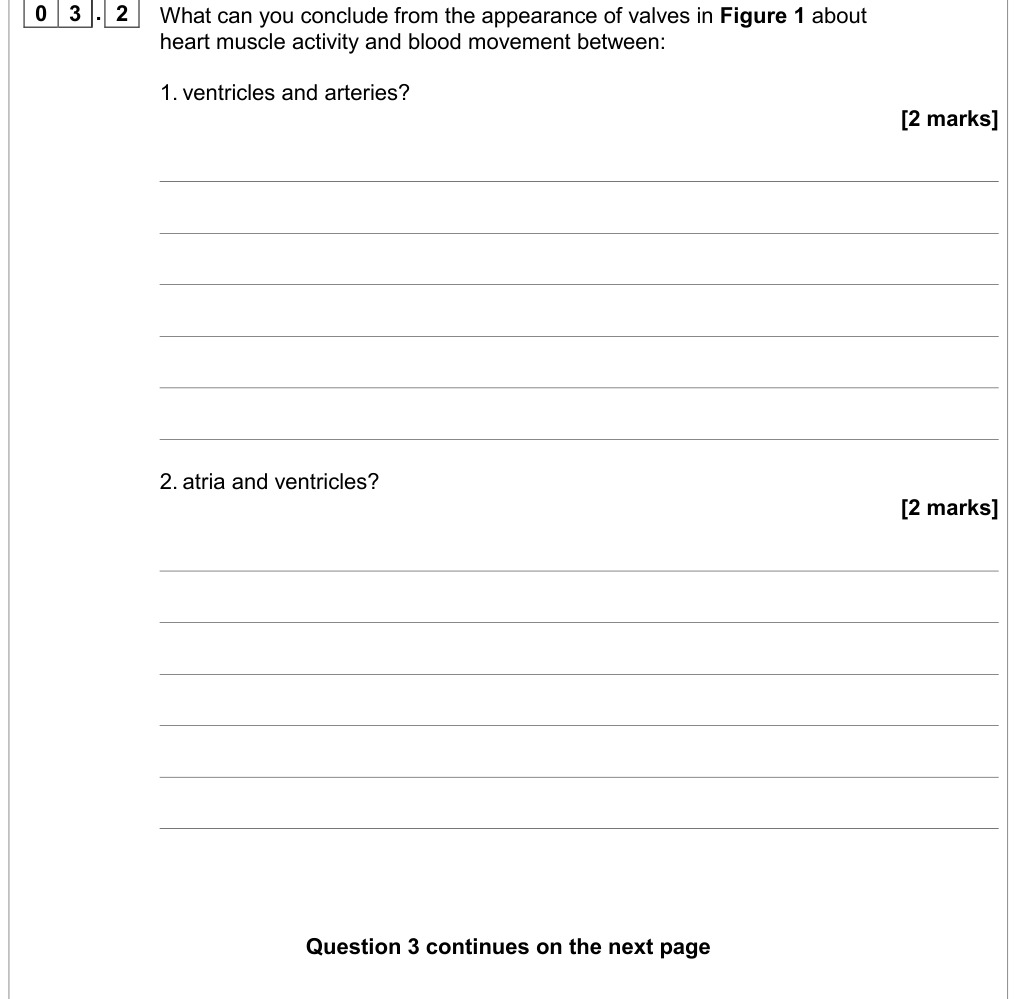 0 3 . 2 What can you conclude from the appearance of valves in Figure 1 about
heart muscle activity and blood movement between:
1. ventricles and arteries?
[2 marks]
2. atria and ventricles?
[2 marks]
Question 3 continues on the next page